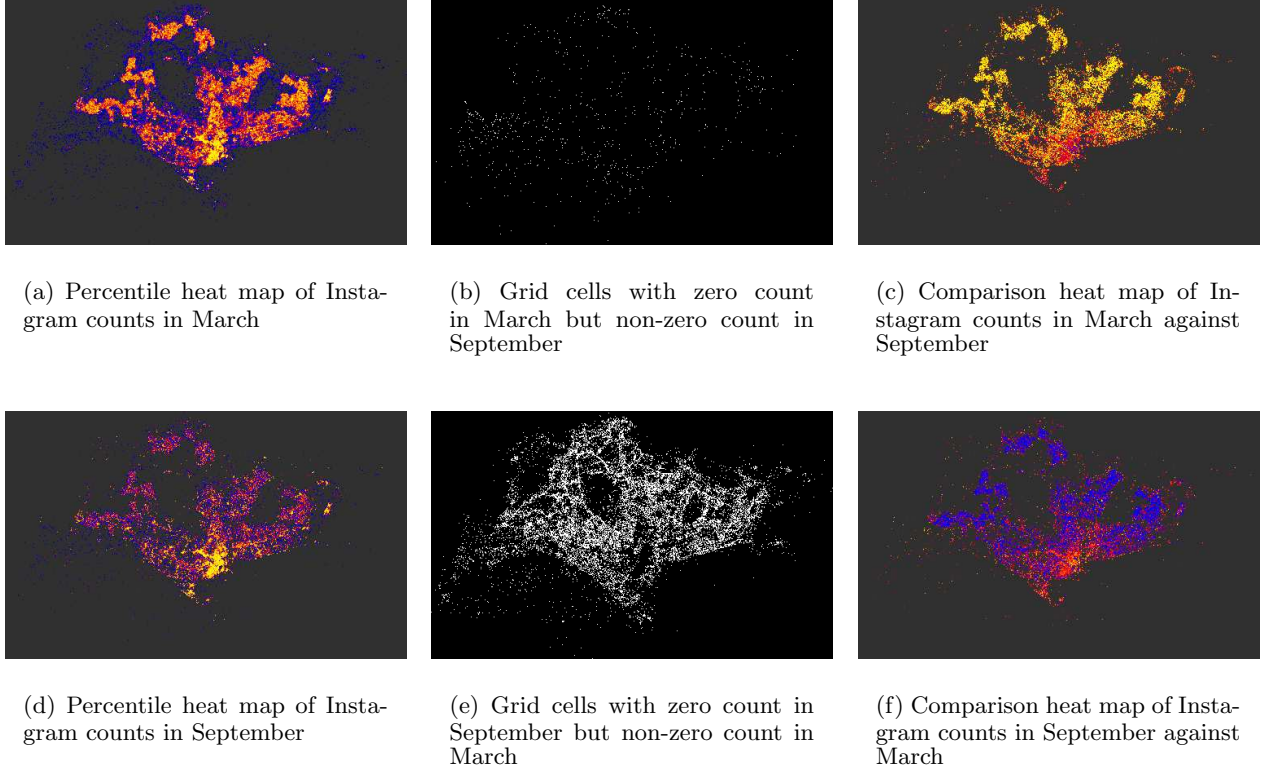 (a) Percentile heat map of Insta-
gram counts in March
(b) Grid cells with zero count
in March but non-zero count in
September
(c) Comparison heat map of In-
stagram counts in March against
September
(d) Percentile heat map of Insta-
gram counts in September
(e) Grid cells with zero count in
September but non-zero count in
March
(f) Comparison heat map of Insta-
gram counts in September against
March